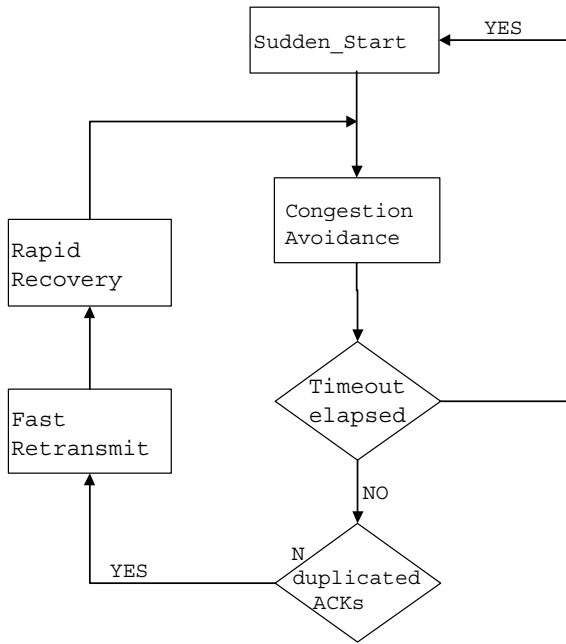 Sudden_Start
YES
Congestion
Avoidance
Rapid
Recovery
Timeout
elapsed
Fast
Retransmit
NO
N
duplicated
ACKs
YES